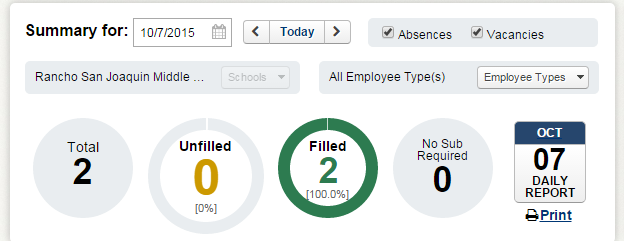 Summary for: 10/7/2015 Today Absences Vacancies
Rancho San Joaquin Middle ... Schools All Employee Type(s) Employee Types
Total
2
Unfilled
0
[0%]
Filled
2
[100.0%]
No Sub
Required
0
OCT
07
DAILY
REPORT
Print